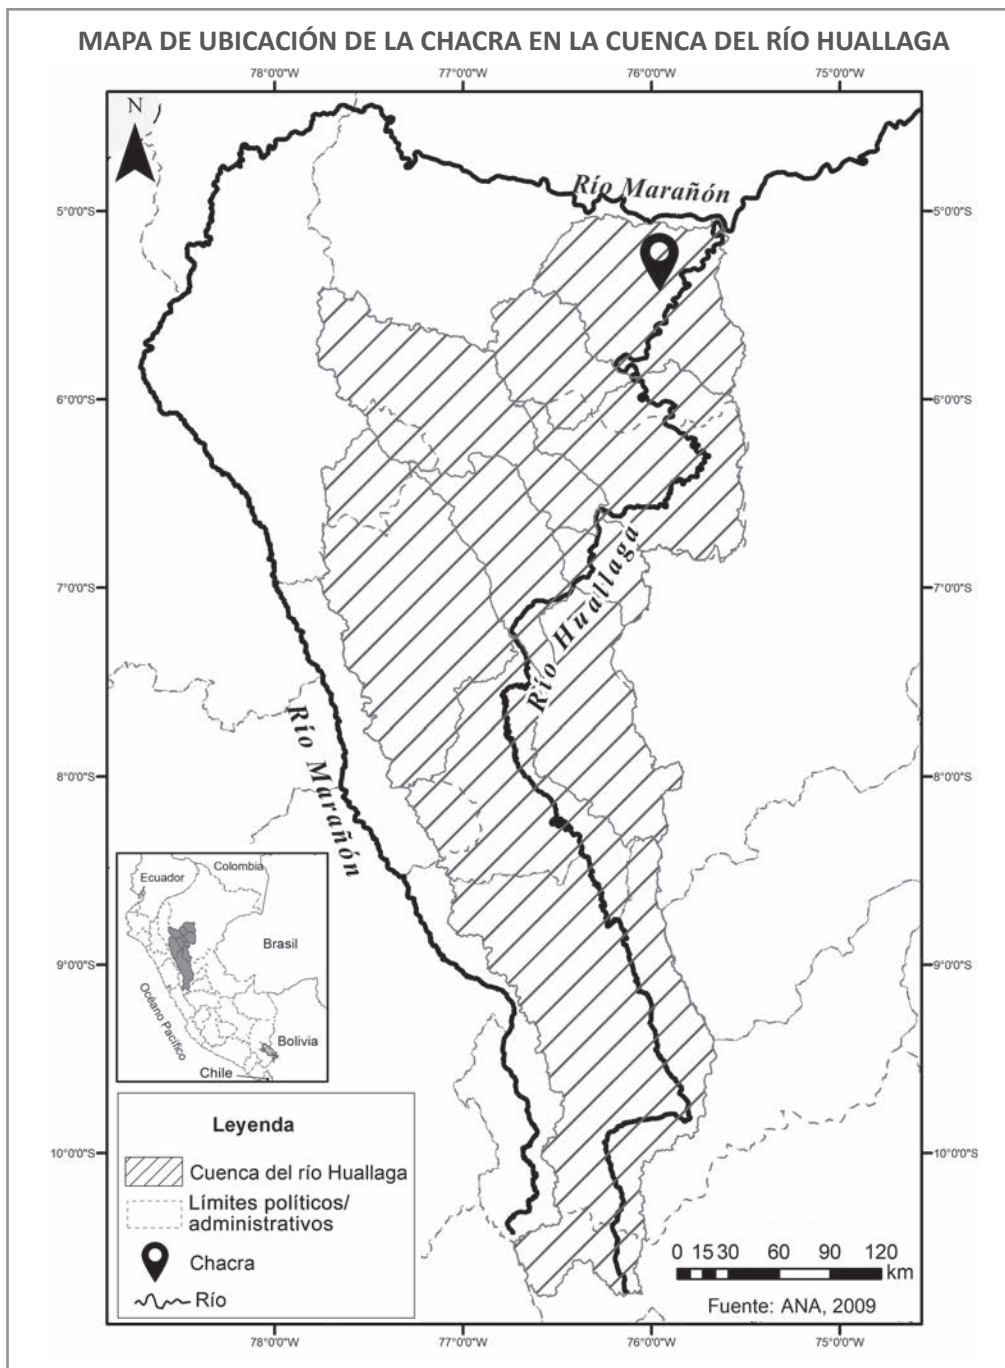 MAPA DE UBICACIÓN DE LA CHACRA EN LA CUENCA DEL RÍO HUALLAGA
78°0'0"W 77°0'0"W 76°0'0"W 75°0'0"W
N
Río Marañón
5°0'0"S 5°0'0"S
6°0'0"S 6°0'0"S
Río Huallaga
7°0'0"S 7°0'0"S
Río Marañón
8°0'0"S 8°0'0"S
Colombia
Ecuador
Brasil
9°0'0"S 9°0'0"S
Océano Pacífico
Bolivia
Chile
Leyenda
Cuenca del río Huallaga
Límites políticos/
administrativos
Chacra
Río
10°0'0"S 10°0'0"S
0 15 30 60 90 120
km
Fuente: ANA, 2009
78°0'0"W 77°0'0"W 76°0'0"W 75°0'0"W